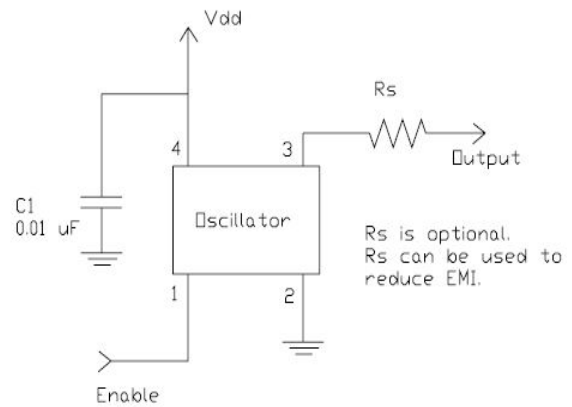 Vdd
Rs
4
3
Output
C1
0.01 uF
Oscillator
Rs is optional.
Rs can be used to
reduce EMI.
1
2
Enable